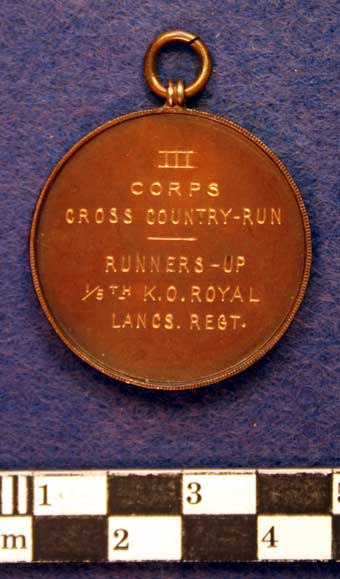 III
CORPS
CROSS COUNTRY-RUN
RUNNERS-UP
1/5TH K.O. ROYAL
LANCS. REGT.
1 3
m 2 4